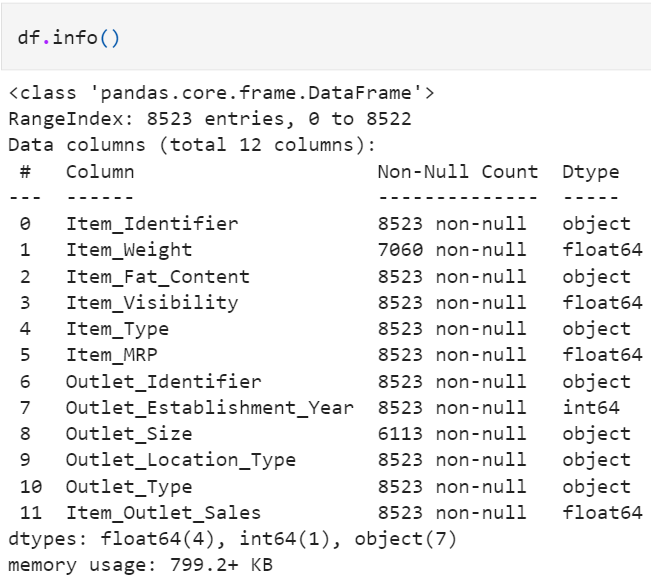 df.info()
<class 'pandas.core.frame.DataFrame'>
RangeIndex: 8523 entries, 0 to 8522
Data columns (total 12 columns):
 #   Column                     Non-Null Count  Dtype
---  ------                     --------------  -----
 0   Item_Identifier            8523 non-null   object
 1   Item_Weight                7060 non-null   float64
 2   Item_Fat_Content           8523 non-null   object
 3   Item_Visibility            8523 non-null   float64
 4   Item_Type                  8523 non-null   object
 5   Item_MRP                   8523 non-null   float64
 6   Outlet_Identifier          8523 non-null   object
 7   Outlet_Establishment_Year  8523 non-null   int64
 8   Outlet_Size                6113 non-null   object
 9   Outlet_Location_Type       8523 non-null   object
 10  Outlet_Type                8523 non-null   object
 11  Item_Outlet_Sales          8523 non-null   float64
dtypes: float64(4), int64(1), object(7)
memory usage: 799.2+ KB